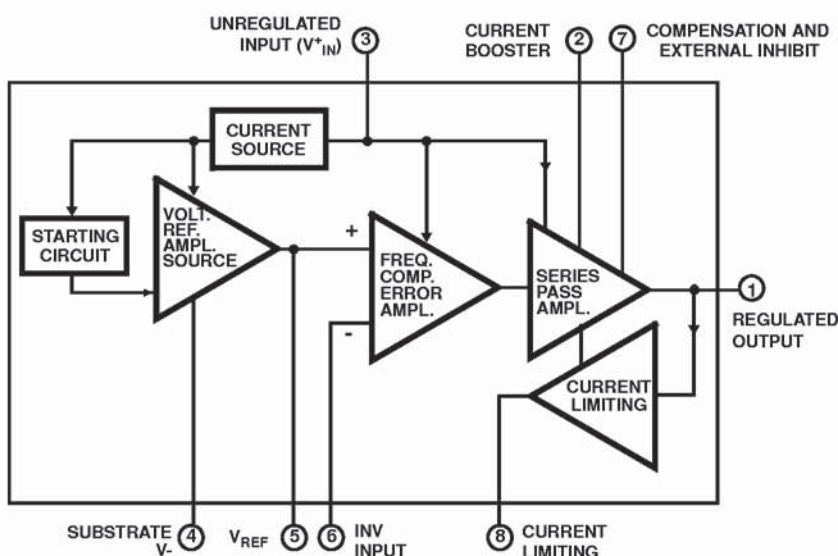 UNREGULATED
INPUT (V+IN)
3
CURRENT
BOOSTER
2
7
COMPENSATION AND
EXTERNAL INHIBIT
CURRENT
SOURCE
STARTING
CIRCUIT
VOLT.
REF.
AMPL.
SOURCE
+
-
FREQ.
COMP.
ERROR
AMPL.
SERIES
PASS
AMPL.
1
REGULATED
OUTPUT
CURRENT
LIMITING
SUBSTRATE
V-
4
VREF
5
6
INV
INPUT
8
CURRENT
LIMITING